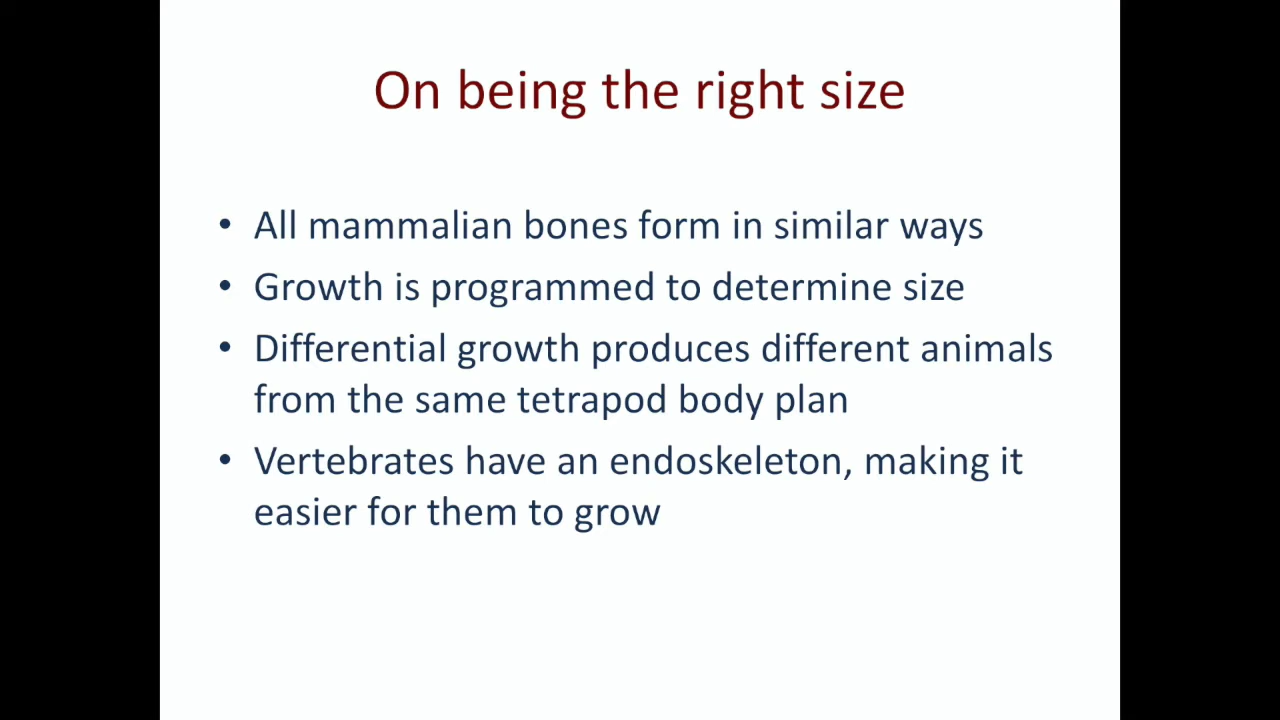 On being the right size
• All mammalian bones form in similar ways
• Growth is programmed to determine size
• Differential growth produces different animals
from the same tetrapod body plan
• Vertebrates have an endoskeleton, making it
easier for them to grow